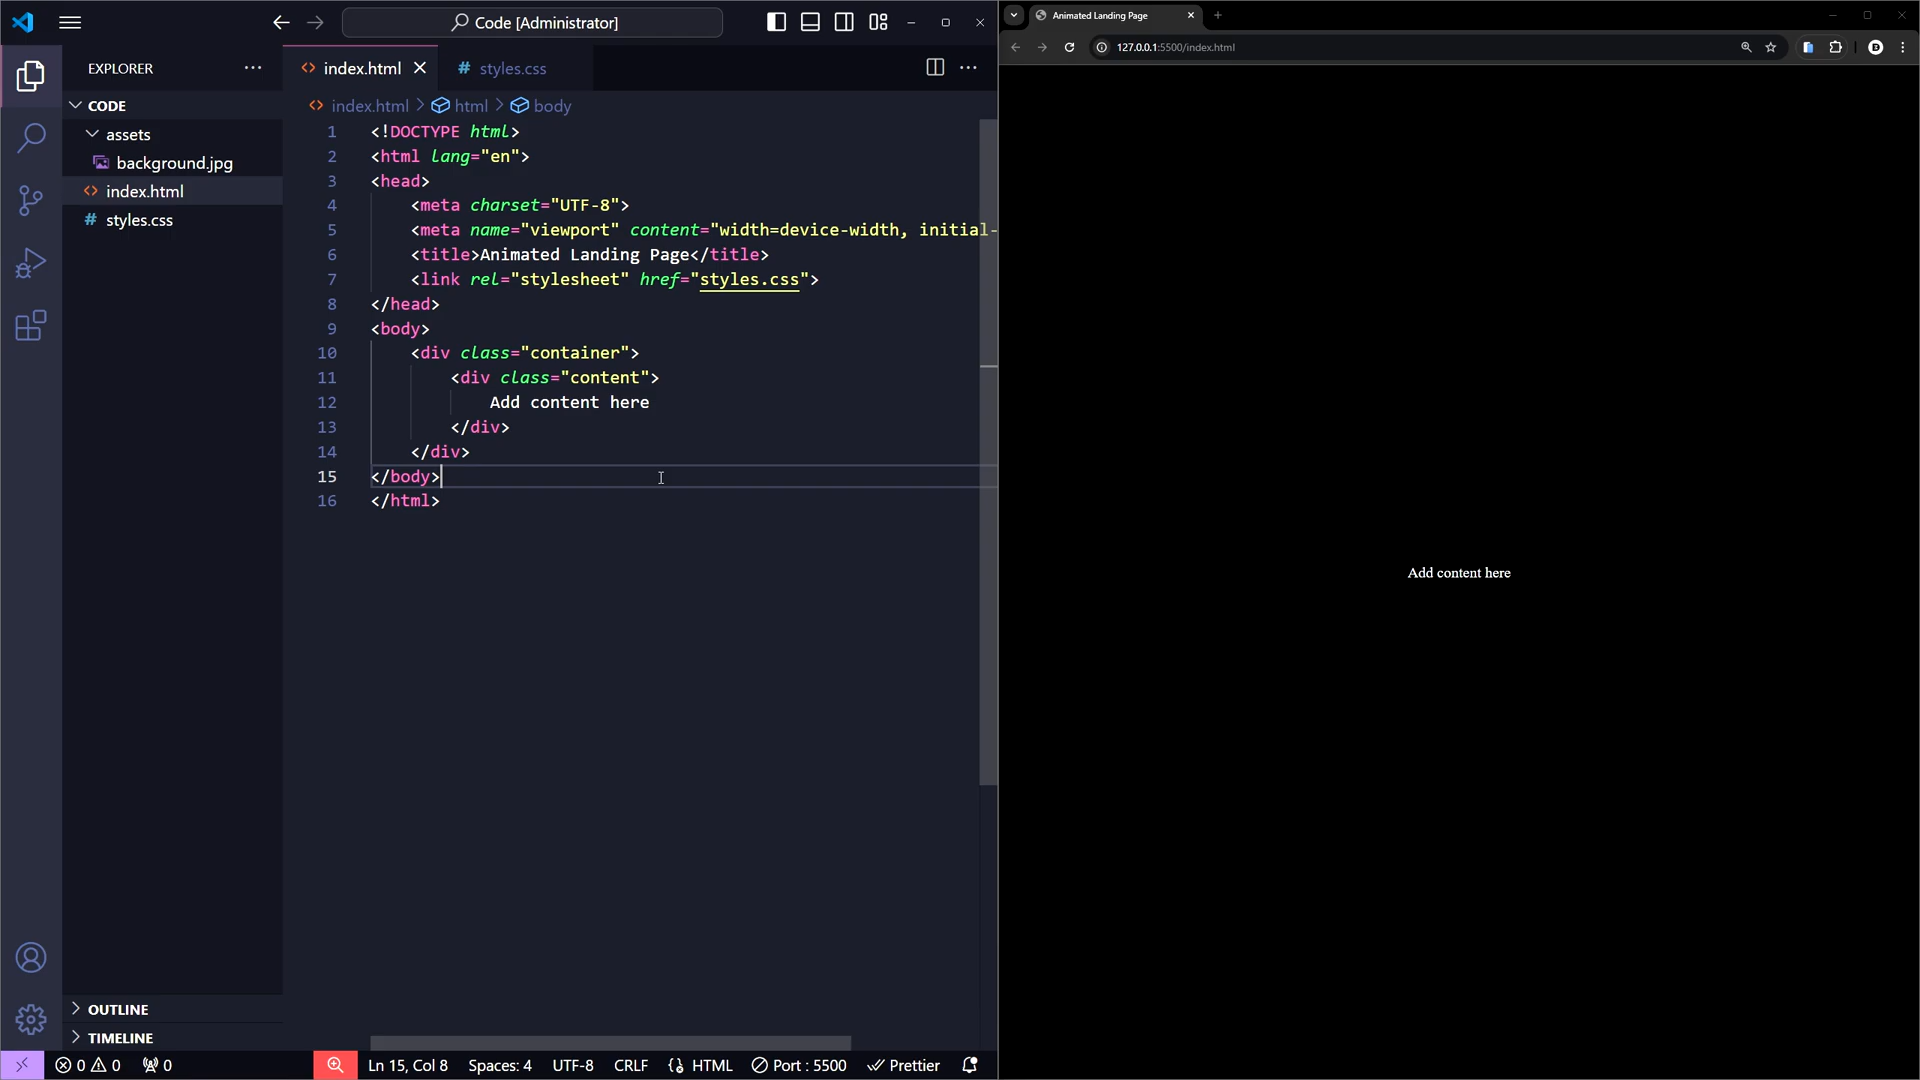 Code [Administrator]
EXPLORER
CODE
assets
background.jpg
index.html
styles.css
OUTLINE
TIMELINE
index.html
styles.css
index.html > html > body
1 <!DOCTYPE html>
2 <html lang="en">
3 <head>
4 <meta charset="UTF-8">
5 <meta name="viewport" content="width=device-width, initial-
6 <title>Animated Landing Page</title>
7 <link rel="stylesheet" href="styles.css">
8 </head>
9 <body>
10 <div class="container">
11 <div class="content">
12 Add content here
13 </div>
14 </div>
15 </body>
16 </html>
0 0 0
Ln 15, Col 8 Spaces: 4 UTF-8 CRLF HTML Port : 5500 Prettier
Animated Landing Page
127.0.0.1:5500/index.html
Add content here